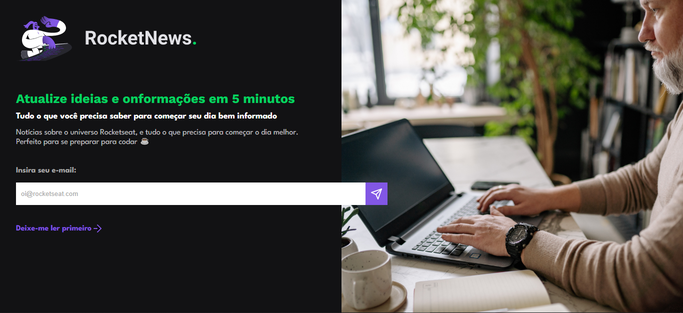 RocketNews.
Atualize ideias e onformações em 5 minutos
Tudo o que você precisa saber para começar seu dia bem informado
Notícias sobre o universo Rocketseat, e tudo o que precisa para começar o dia melhor.
Perfeito para se preparar para codar ☕
Insira seu e-mail:
oi@rocketseat.com
Deixe-me ler primeiro